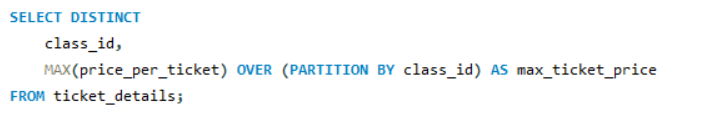 SELECT DISTINCT
    class_id,
    MAX(price_per_ticket) OVER (PARTITION BY class_id) AS max_ticket_price
FROM ticket_details;